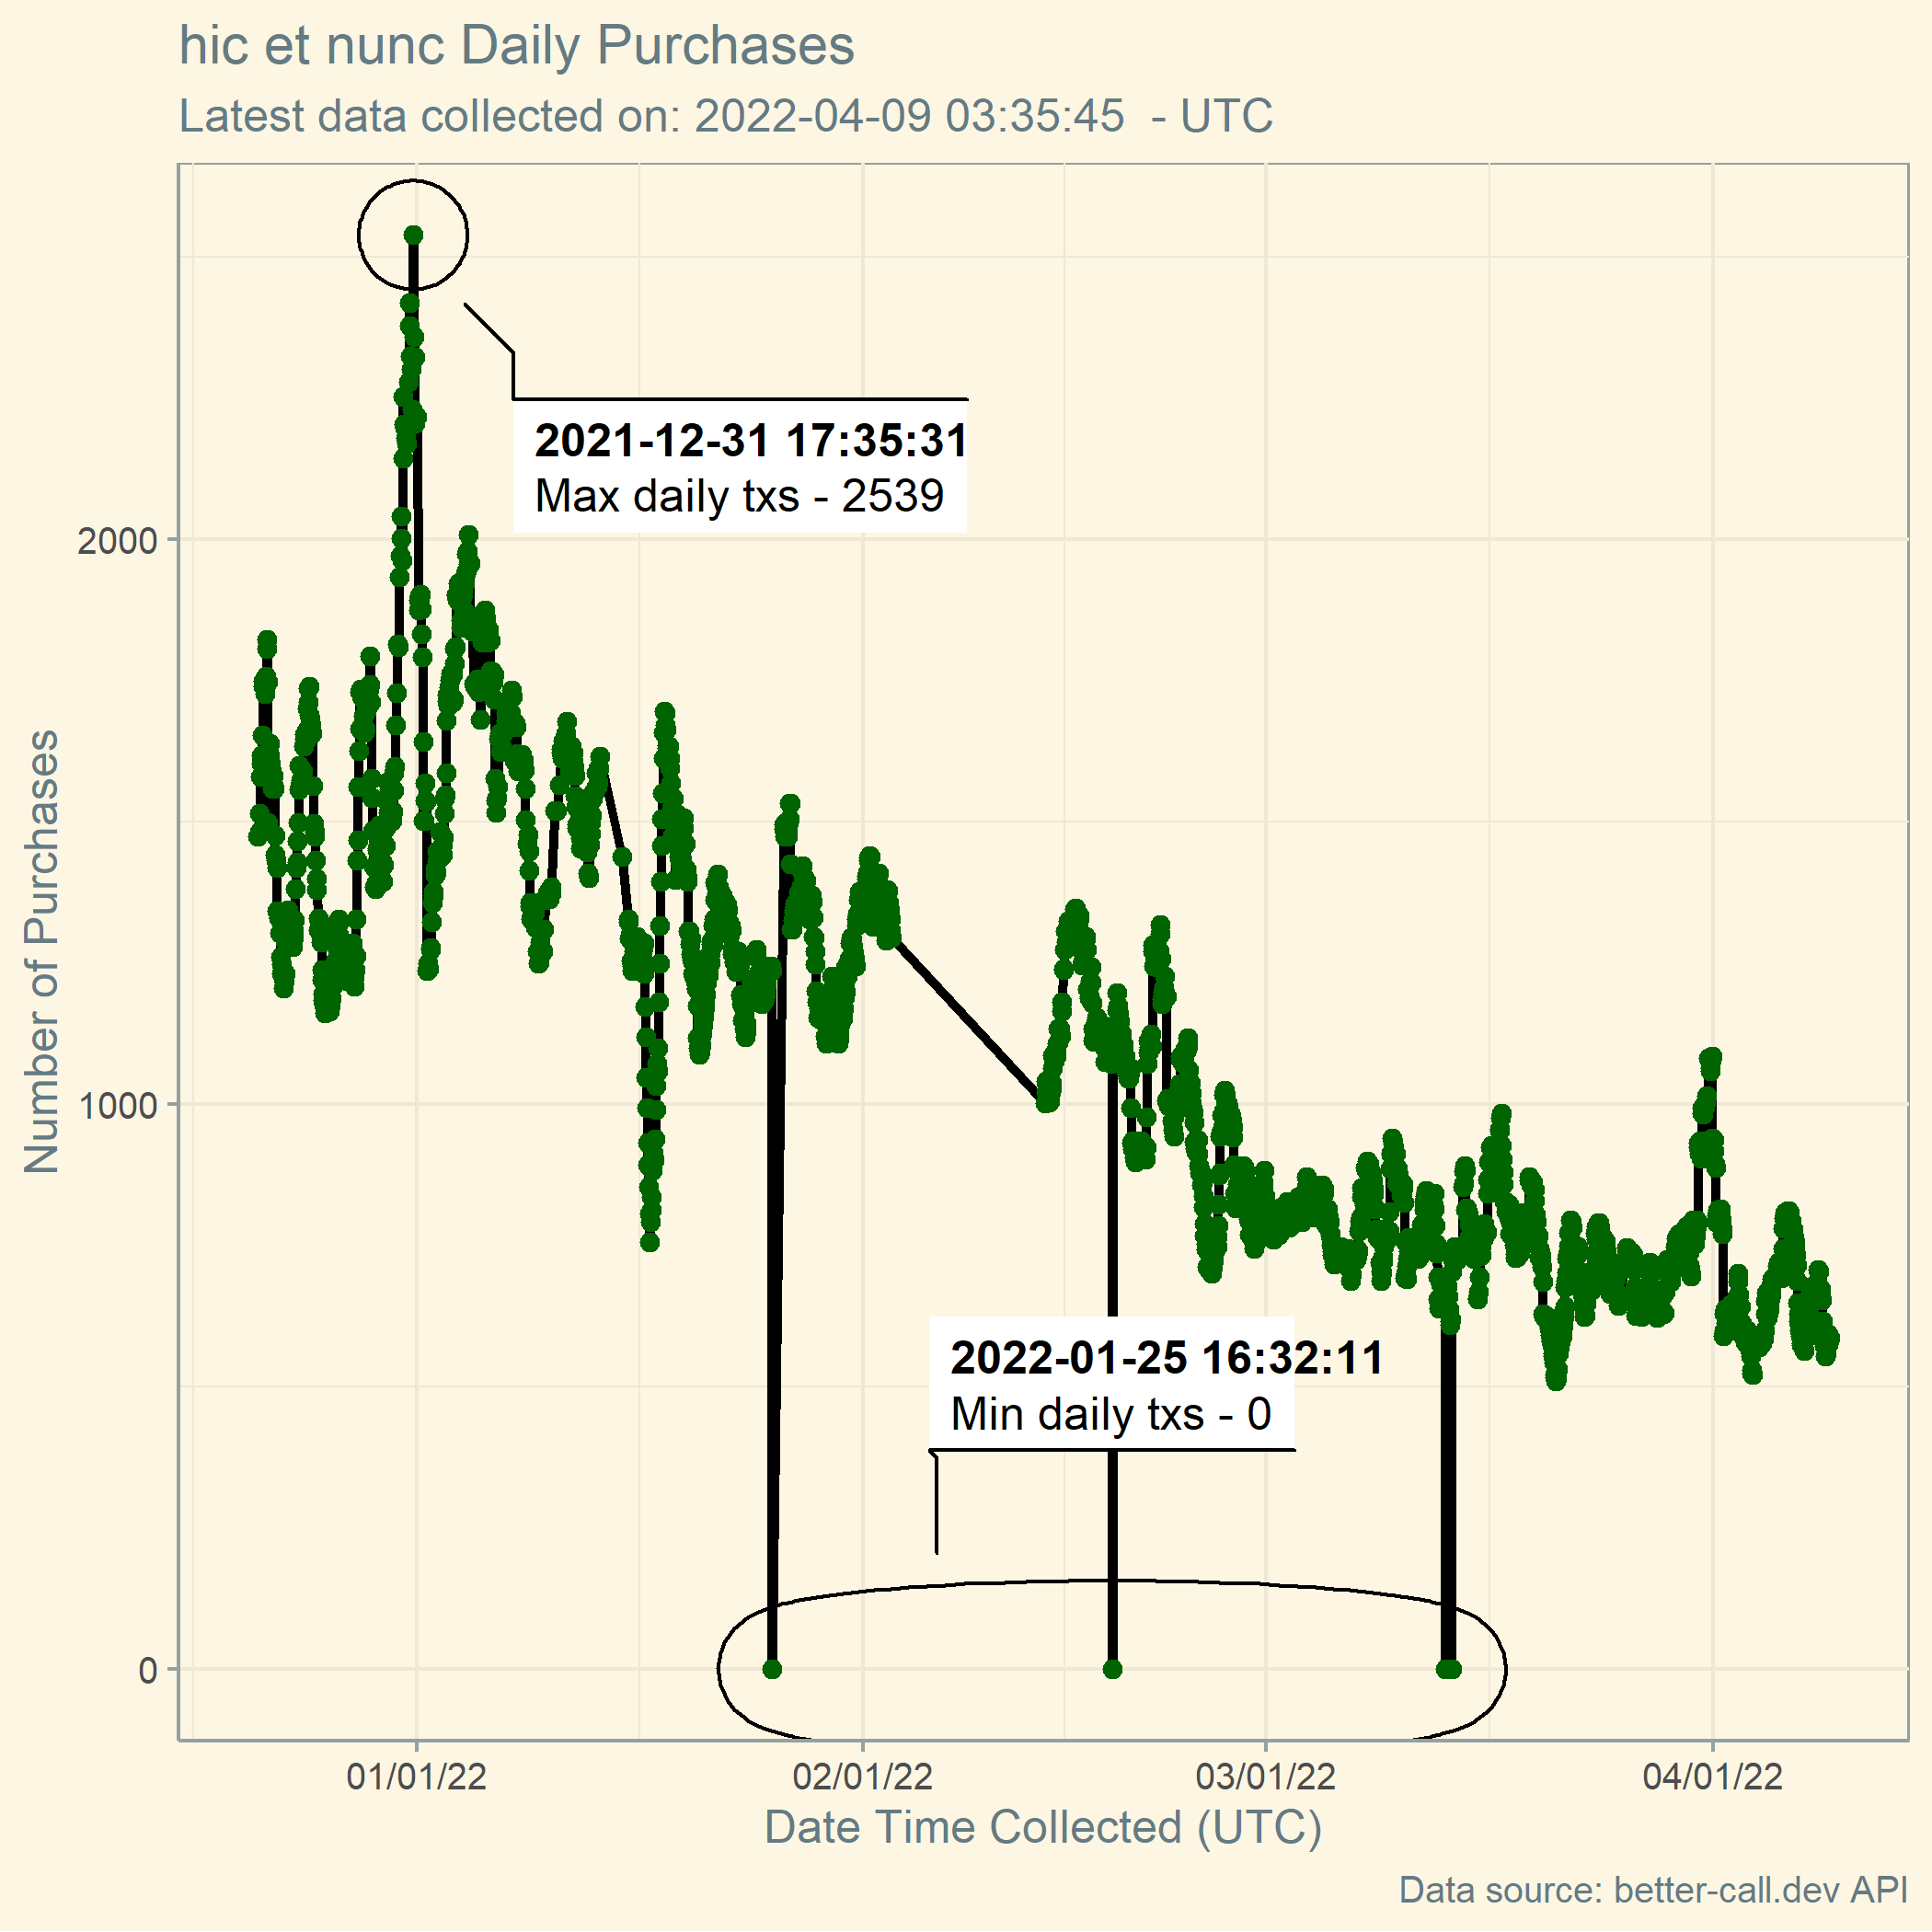 hic et nunc Daily Purchases
Latest data collected on: 2022-04-09 03:35:45  - UTC
2021-12-31 17:35:31
Max daily txs - 2539
2000
Number of Purchases
1000
2022-01-25 16:32:11
Min daily txs - 0
0
01/01/22
02/01/22
03/01/22
04/01/22
Date Time Collected (UTC)
Data source: better-call.dev API